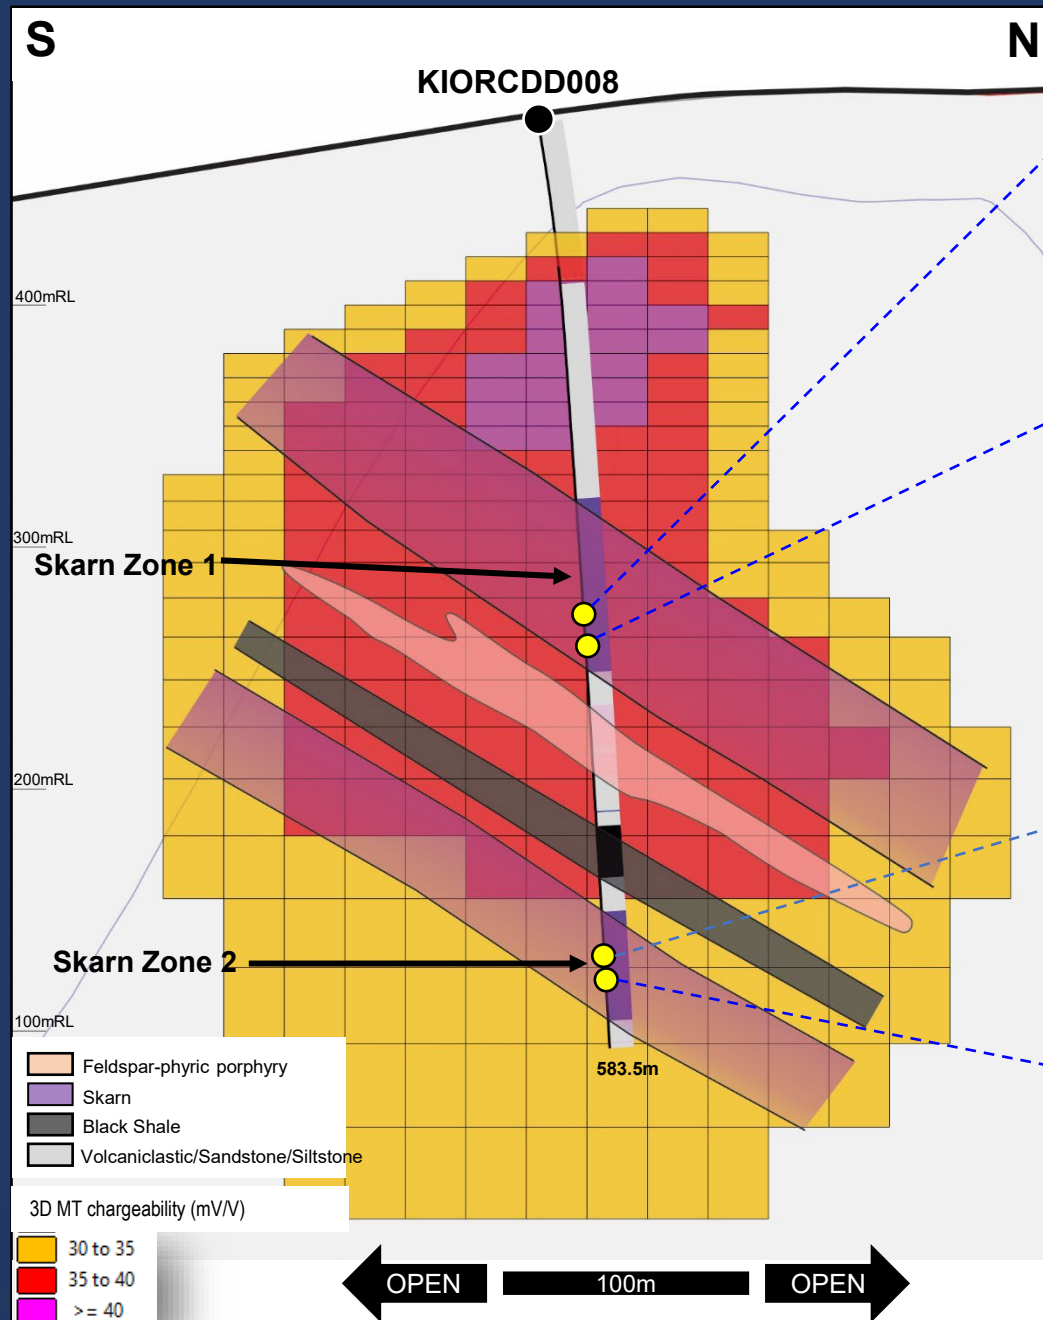 S
N
KIORCDD008
400mRL
300mRL
Skarn Zone 1
200mRL
Skarn Zone 2
100mRL
583.5m
Feldspar-phyric porphyry
Skarn
Black Shale
Volcaniclastic/Sandstone/Siltstone
3D MT chargeability (mV/V)
30 to 35
35 to 40
>= 40
OPEN
100m
OPEN